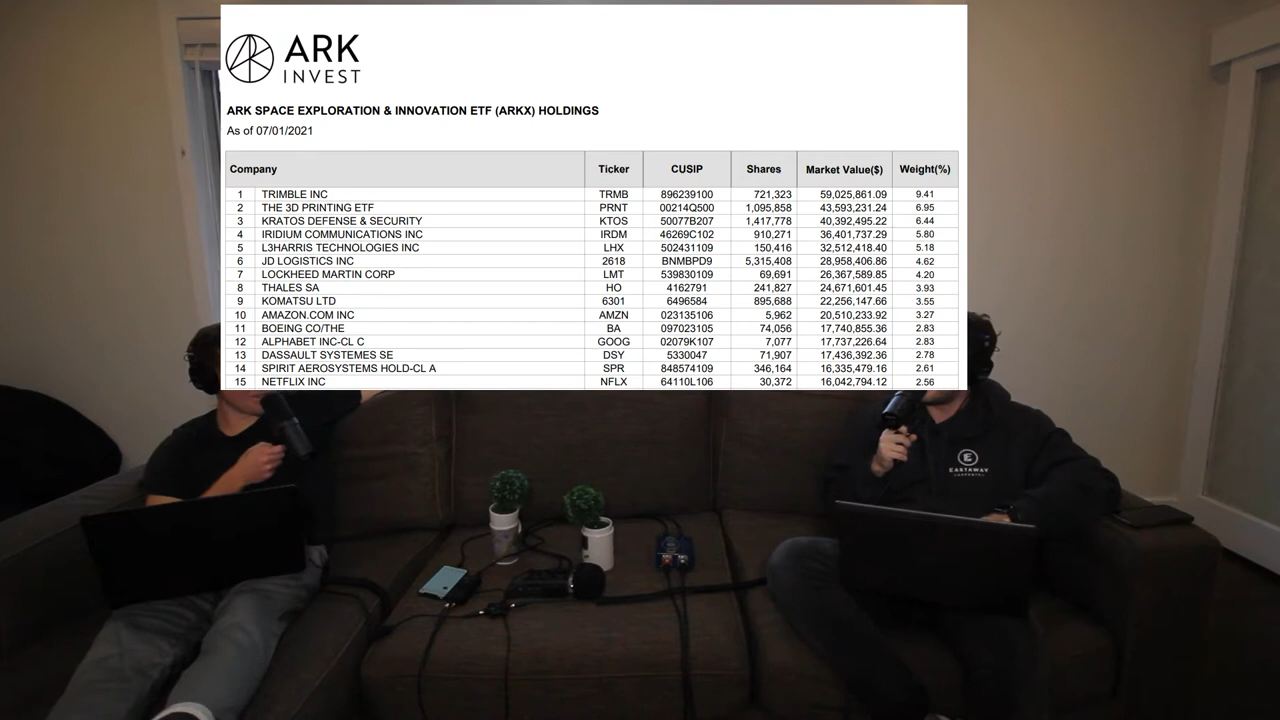 ARK
INVEST
ARK SPACE EXPLORATION & INNOVATION ETF (ARKX) HOLDINGS
As of 07/01/2021
Company Ticker CUSIP Shares Market Value($) Weight(%)
1 TRIMBLE INC TRMB 896239100 721,323 59,025,861.09 9.41
2 THE 3D PRINTING ETF PRNT 00214Q500 1,095,858 43,593,231.24 6.95
3 KRATOS DEFENSE & SECURITY KTOS 50077B207 1,417,778 40,392,495.22 6.44
4 IRIDIUM COMMUNICATIONS INC IRDM 46269C102 910,271 36,401,737.29 5.80
5 L3HARRIS TECHNOLOGIES INC LHX 502431109 150,416 32,512,418.40 5.18
6 JD LOGISTICS INC 2618 BNMBPD9 5,315,408 28,958,406.86 4.62
7 LOCKHEED MARTIN CORP LMT 539830109 69,691 26,367,589.85 4.20
8 THALES SA HO 4162791 241,827 24,671,601.45 3.93
9 KOMATSU LTD 6301 6496584 895,688 22,256,147.66 3.55
10 AMAZON.COM INC AMZN 023135106 5,962 20,510,233.92 3.27
11 BOEING CO/THE BA 097023105 74,056 17,740,855.36 2.83
12 ALPHABET INC-CL C GOOG 02079K107 7,077 17,737,226.64 2.83
13 DASSAULT SYSTEMES SE DSY 5330047 71,907 17,436,392.36 2.78
14 SPIRIT AEROSYSTEMS HOLD-CL A SPR 848574109 346,164 16,335,479.16 2.61
15 NETFLIX INC NFLX 64110L106 30,372 16,042,794.12 2.56
E
EASTAWAY